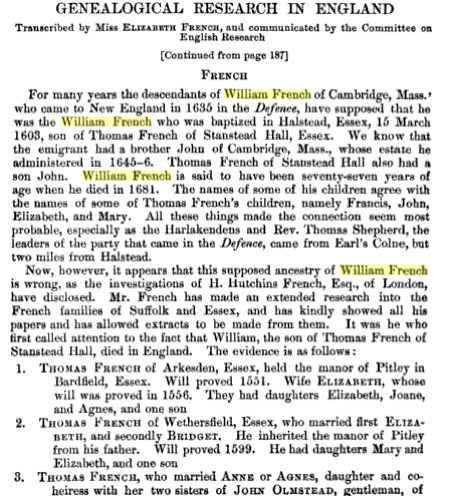 GENEALOGICAL RESEARCH IN ENGLAND
Transcribed by Miss ELIZABETH FRENCH, and communicated by the Committee on
English Research
[Continued from page 187]
FRENCH
For many years the descendants of William French of Cambridge, Mass.'
who came to New England in 1635 in the Defence, have supposed that he
was the William French who was baptized in Halstead, Essex, 15 March
1603, son of Thomas French of Stanstead Hall, Essex. We know that
the emigrant had a brother John of Cambridge, Mass., whose estate he
administered in 1645-6. Thomas French of Stanstead Hall also had a
son John. William French is said to have been seventy-seven years of
age when he died in 1681. The names of some of his children agree with
the names of some of Thomas French's children, namely Francis, John,
Elizabeth, and Mary. All these things made the connection seem most
probable, especially as the Harlakendens and Rev. Thomas Shepherd, the
leaders of the party that came in the Defence, came from Earl's Colne, but
two miles from Halstead.
Now, however, it appears that this supposed ancestry of William French
is wrong, as the investigations of H. Hutchins French, Esq., of London,
have disclosed. Mr. French has made an extended research into the
French families of Suffolk and Essex, and has kindly showed all his
papers and has allowed extracts to be made from them. It was he who
first called attention to the fact that William, the son of Thomas French of
Stanstead Hall, died in England. The evidence is as follows:
1. THOMAS FRENCH of Arkesden, Essex, held the manor of Pitley in
Bardfield, Essex. Will proved 1551. Wife ELIZABETH, whose
will was proved in 1556. They had daughters Elizabeth, Joane,
and Agnes, and one son
2. THOMAS FRENCH of Wethersfield, Essex, who married first ELIZA-
BETH, and secondly BRIDGET. He inherited the manor of Pitley
from his father. Will proved 1599. He had daughters Mary and
Elizabeth, and one son
3. THOMAS FRENCH, who married ANNE or AGNES, daughter and co-
heiress with her two sisters of JOHN OLMSTEAD, gentleman, of